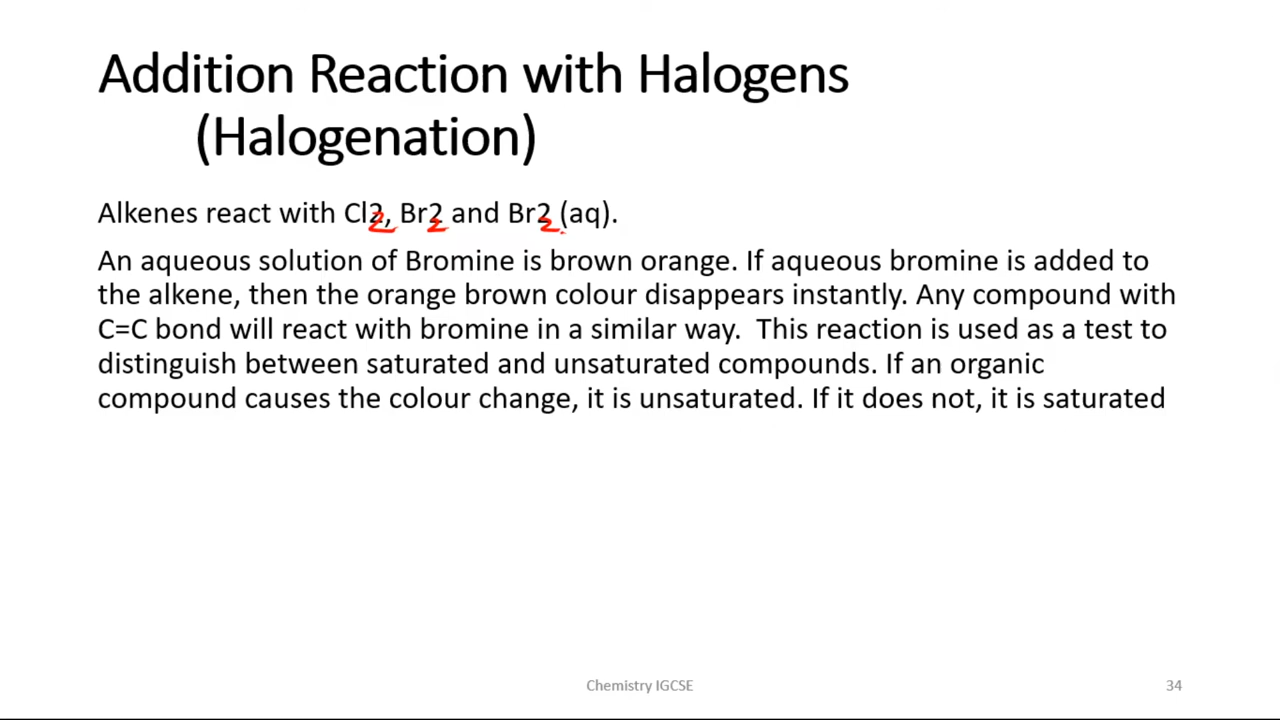 Addition Reaction with Halogens
(Halogenation)
Alkenes react with Cl2, Br2 and Br2 (aq).
An aqueous solution of Bromine is brown orange. If aqueous bromine is added to
the alkene, then the orange brown colour disappears instantly. Any compound with
C=C bond will react with bromine in a similar way.  This reaction is used as a test to
distinguish between saturated and unsaturated compounds. If an organic
compound causes the colour change, it is unsaturated. If it does not, it is saturated
Chemistry IGCSE
34